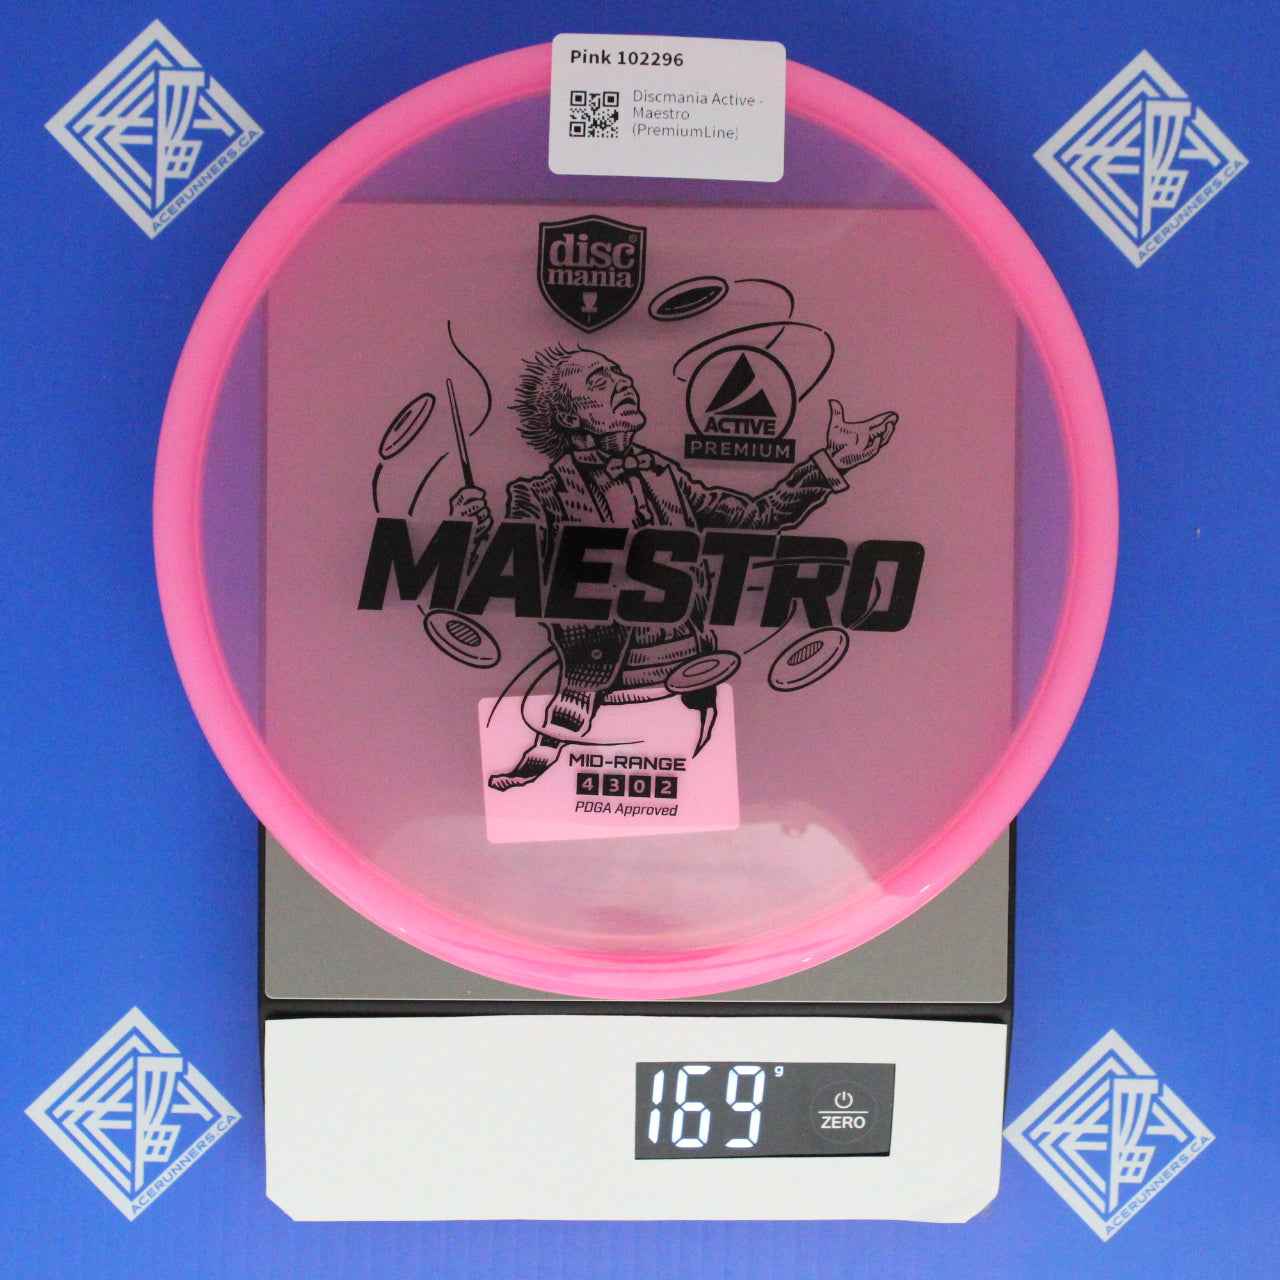 Pink 102296
Discmania Active -
Maestro
(PremiumLine)
disc®
mania
ACTIVE
PREMIUM
MAESTRO
MID-RANGE
4 3 0 2
PDGA Approved
169 g
ZERO
ACERUNNERS.CA
ACERUNNERS.CA
ACERUNNERS.CA
ACERUNNERS.CA